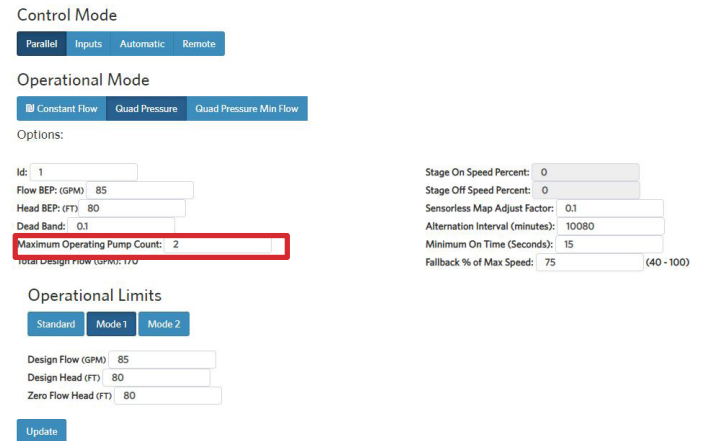 Control Mode
Parallel Inputs Automatic Remote
Operational Mode
Constant Flow Quad Pressure Quad Pressure Min Flow
Options:
Id: 1
Flow BEP: (GPM) 85
Head BEP: (FT) 80
Dead Band: 0.1
Maximum Operating Pump Count: 2
Total Design Flow (GPM): 170
Stage On Speed Percent: 0
Stage Off Speed Percent: 0
Sensorless Map Adjust Factor: 0.1
Alternation Interval (minutes): 10080
Minimum On Time (Seconds): 15
Fallback % of Max Speed: 75 (40 - 100)
Operational Limits
Standard Mode 1 Mode 2
Design Flow (GPM) 85
Design Head (FT) 80
Zero Flow Head (FT) 80
Update